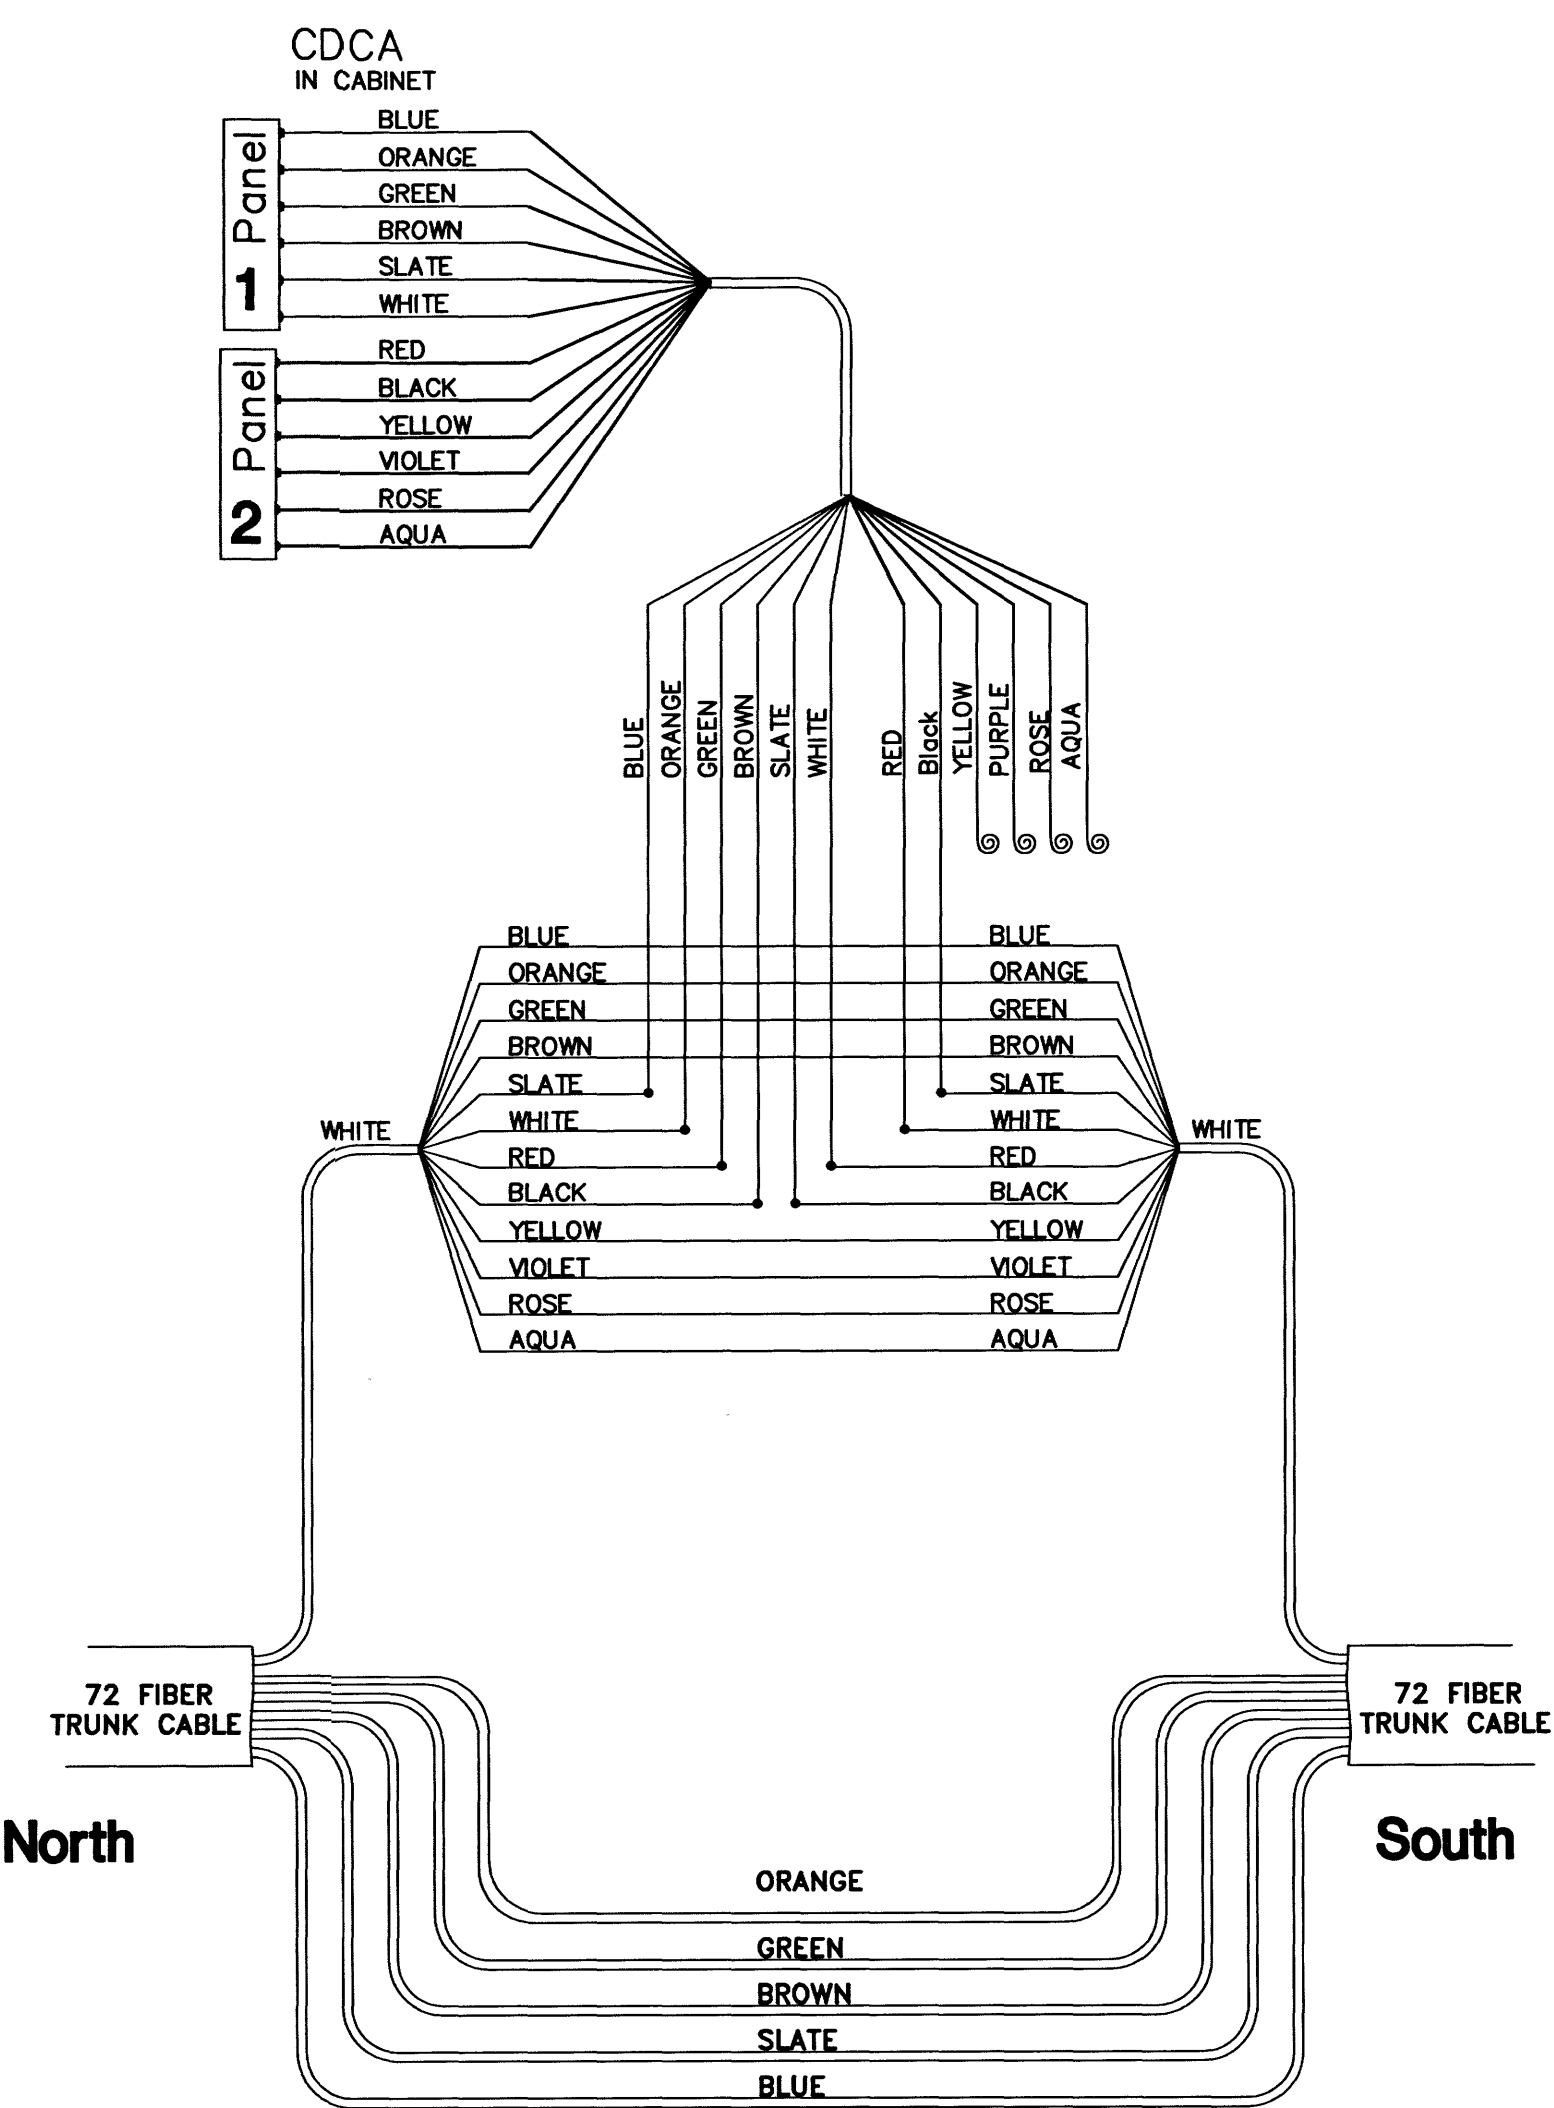 CDCA
IN CABINET
Panel 1
BLUE
ORANGE
GREEN
BROWN
SLATE
WHITE
Panel 2
RED
BLACK
YELLOW
VIOLET
ROSE
AQUA
BLUE
ORANGE
GREEN
BROWN
SLATE
WHITE
RED
Black
YELLOW
PURPLE
ROSE
AQUA
BLUE BLUE
ORANGE ORANGE
GREEN GREEN
BROWN BROWN
SLATE SLATE
WHITE WHITE WHITE WHITE
RED RED
BLACK BLACK
YELLOW YELLOW
VIOLET VIOLET
ROSE ROSE
AQUA AQUA
72 FIBER
TRUNK CABLE
72 FIBER
TRUNK CABLE
North
South
ORANGE
GREEN
BROWN
SLATE
BLUE